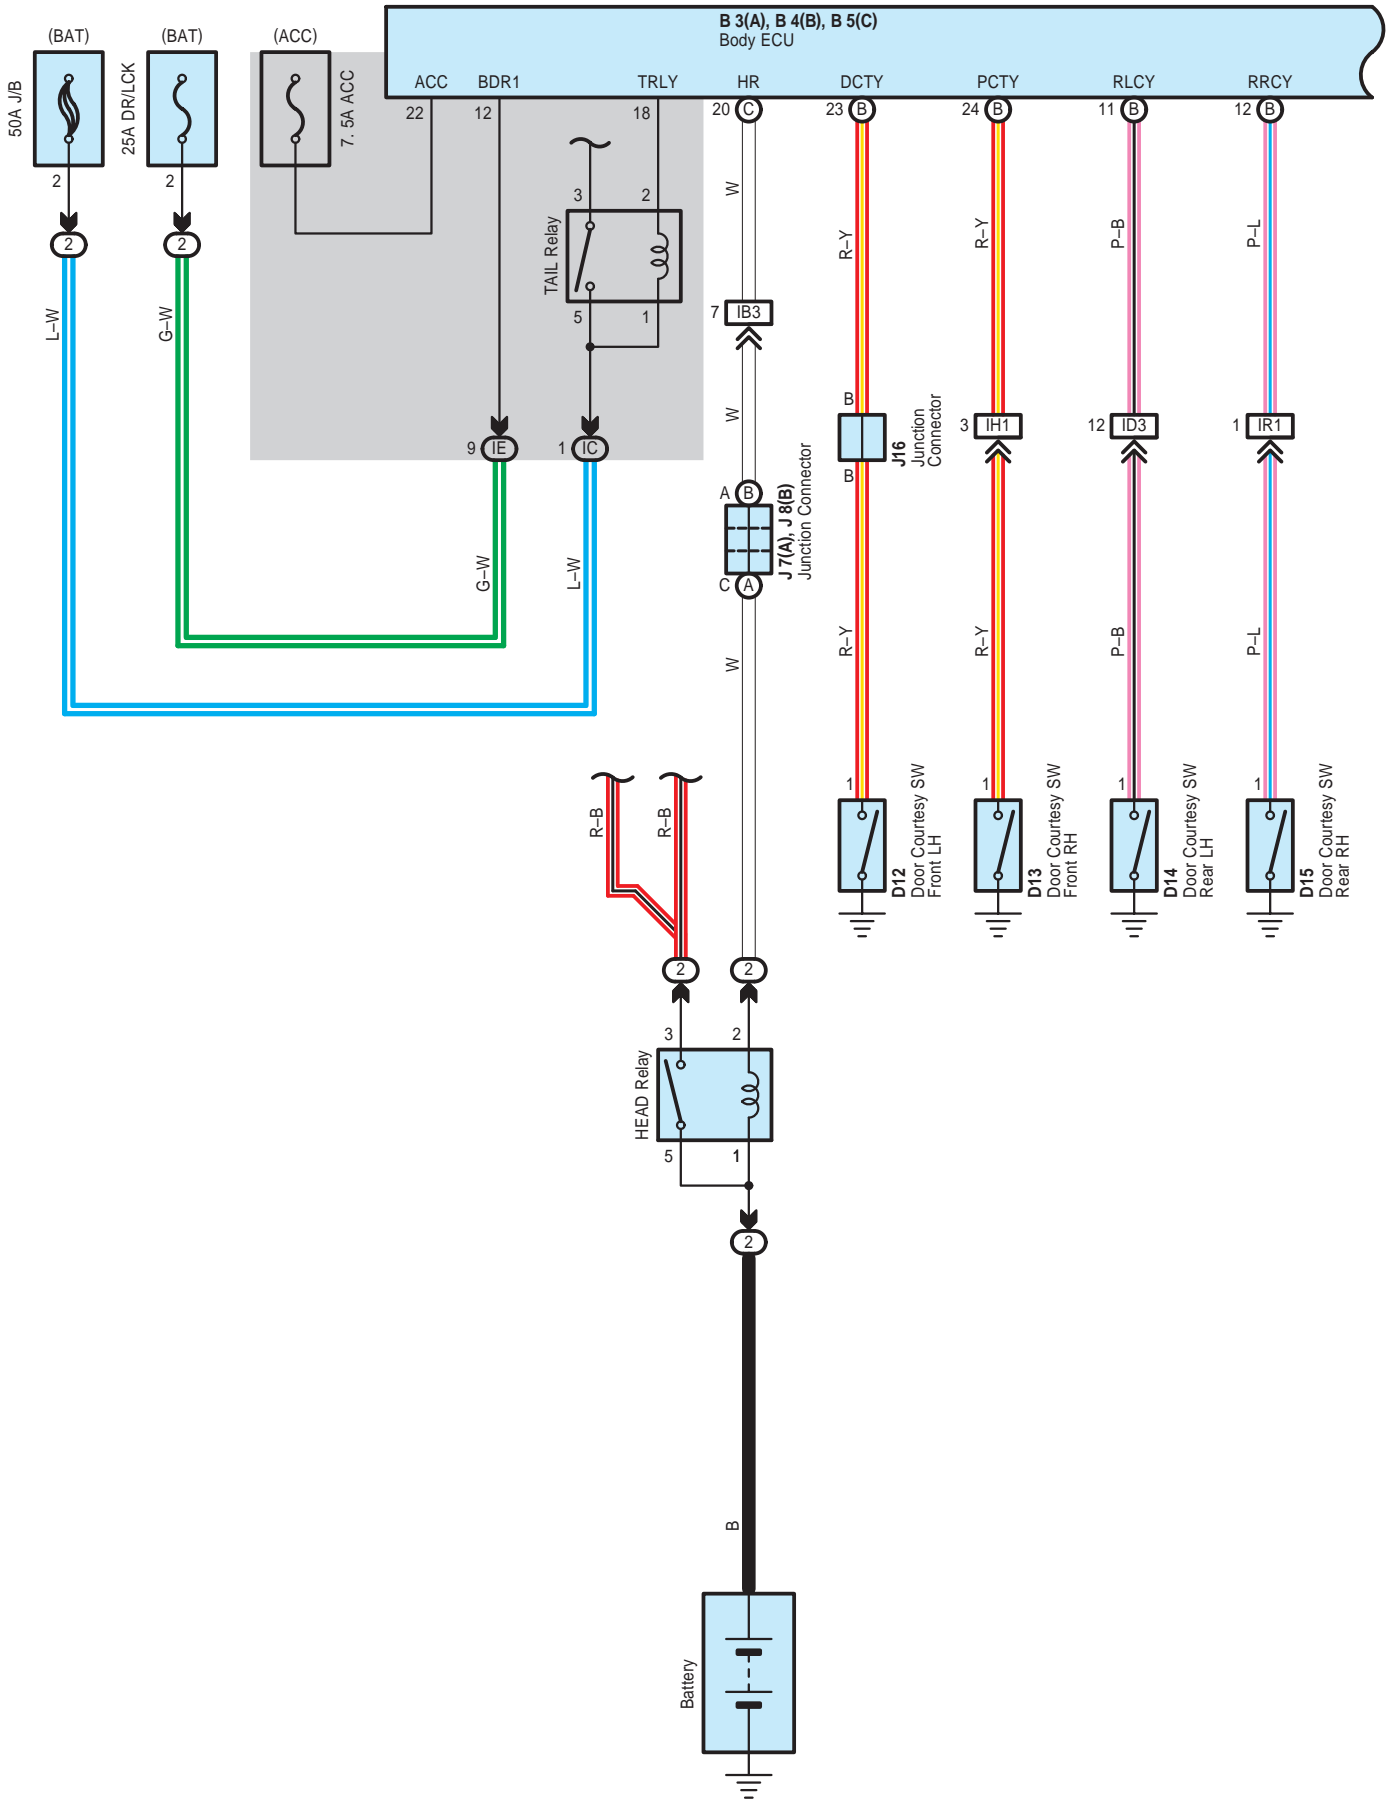 B 3(A), B 4(B), B 5(C)
Body ECU
(BAT)
(BAT)
(ACC)
50A J/B
25A DR/LCK
7. 5A ACC
ACC
BDR1
TRLY
HR
DCTY
PCTY
RLCY
RRCY
22
12
18
20
C
23
B
24
B
11
B
12
B
2
2
2
2
3
2
TAIL Relay
5
1
W
R–Y
R–Y
P–B
P–L
L–W
G–W
7
IB3
W
B
J16
Junction
Connector
B
3
IH1
12
ID3
1
IR1
9
IE
1
IC
A
B
J 7(A), J 8(B)
Junction Connector
C
A
G–W
L–W
W
R–Y
R–Y
P–B
P–L
R–B
R–B
1
1
1
1
D12
Door Courtesy SW
Front LH
D13
Door Courtesy SW
Front RH
D14
Door Courtesy SW
Rear LH
D15
Door Courtesy SW
Rear RH
2
2
3
2
HEAD Relay
5
1
2
B
Battery